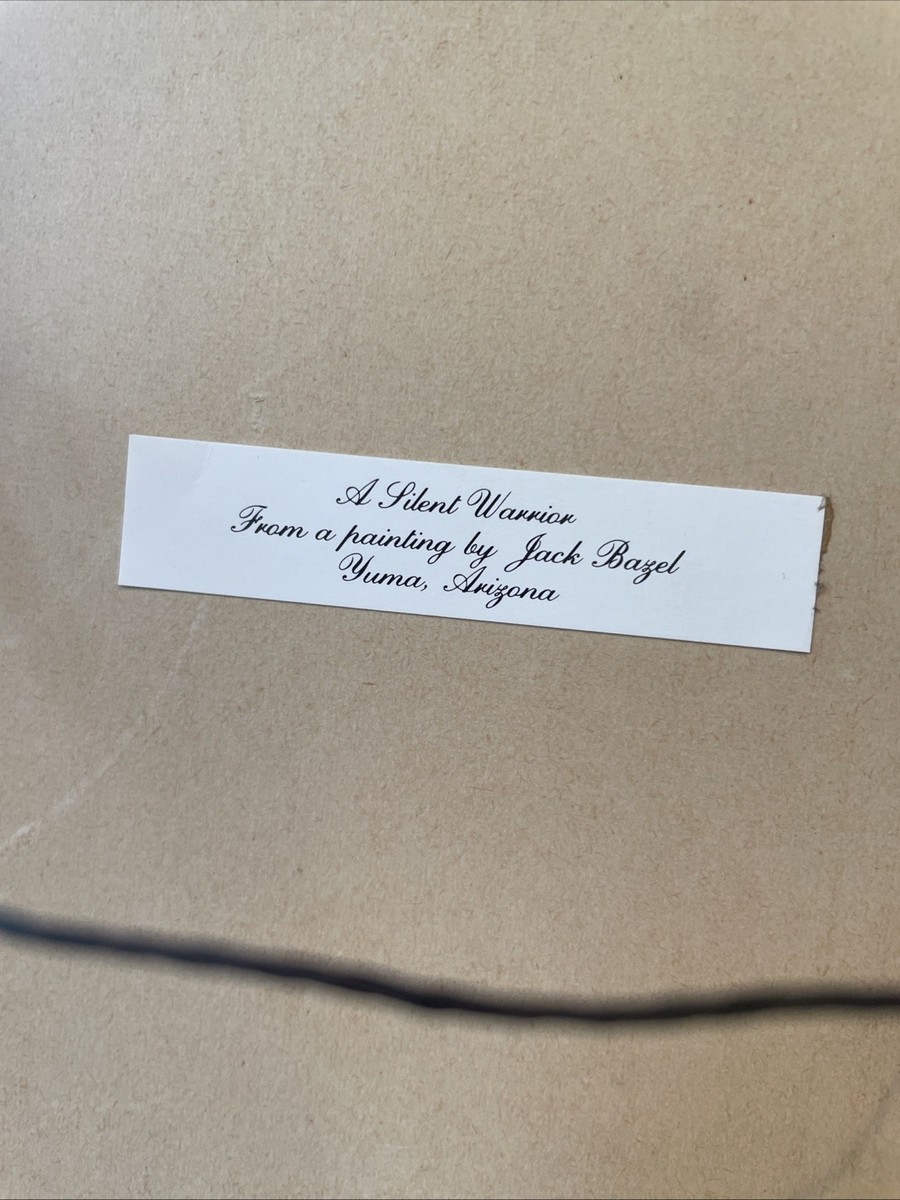 A Silent Warrior
From a painting by Jack Bazel
Yuma, Arizona